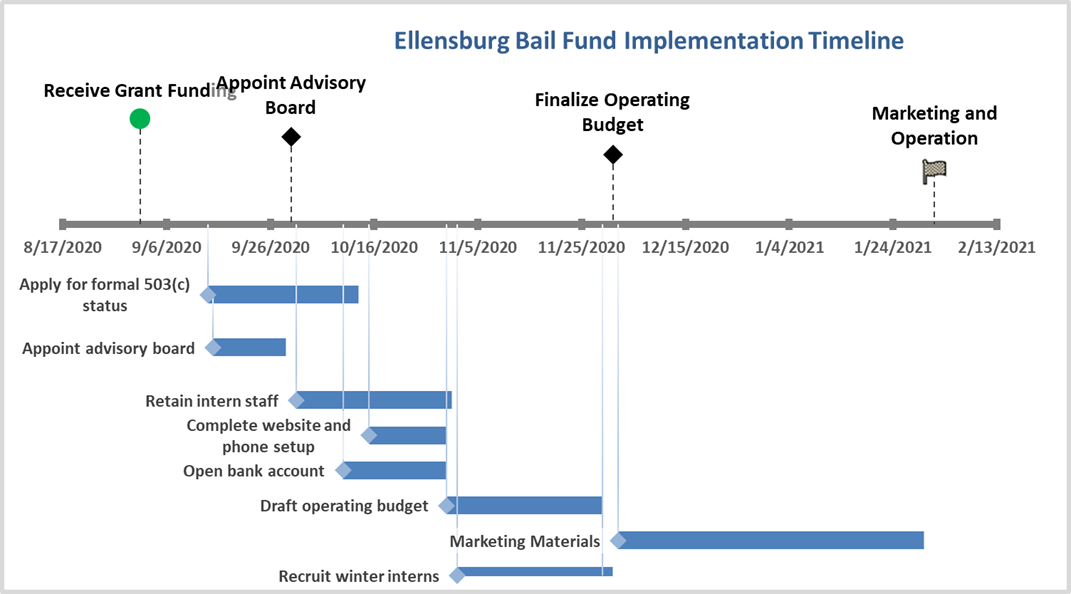 Ellensburg Bail Fund Implementation Timeline
Receive Grant Funding
Appoint Advisory
Board
Finalize Operating
Budget
Marketing and
Operation
8/17/2020 9/6/2020 9/26/2020 10/16/2020 11/5/2020 11/25/2020 12/15/2020 1/4/2021 1/24/2021 2/13/2021
Apply for formal 503(c)
status
Appoint advisory board
Retain intern staff
Complete website and
phone setup
Open bank account
Draft operating budget
Marketing Materials
Recruit winter interns